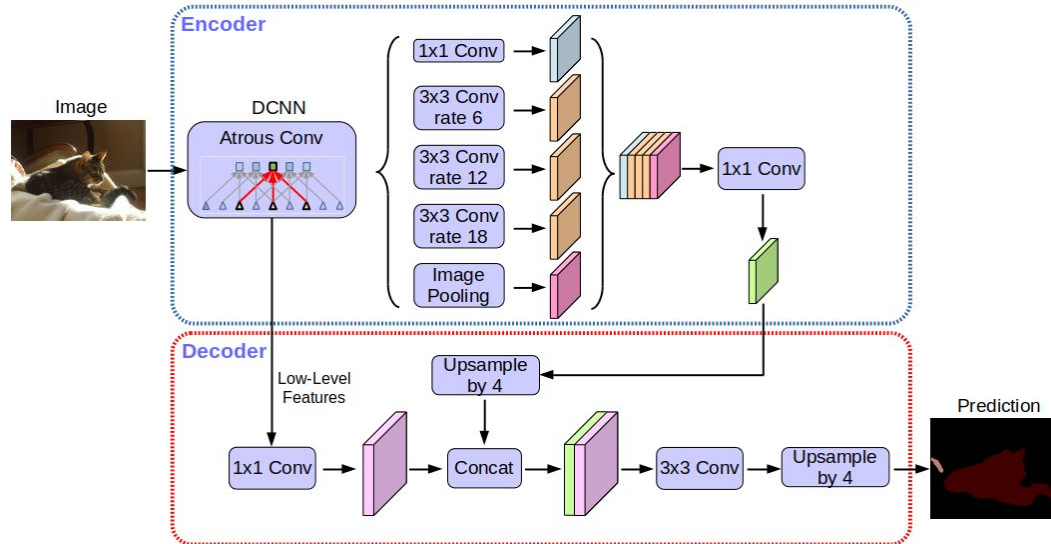 Encoder
Image
DCNN
Atrous Conv
1x1 Conv
3x3 Conv
rate 6
3x3 Conv
rate 12
3x3 Conv
rate 18
Image
Pooling
1x1 Conv
Decoder
Low-Level
Features
Upsample
by 4
1x1 Conv
Concat
3x3 Conv
Upsample
by 4
Prediction